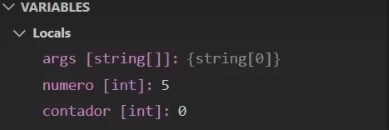 VARIABLES
Locals
args [string[]]: {string[0]}
numero [int]: 5
contador [int]: 0